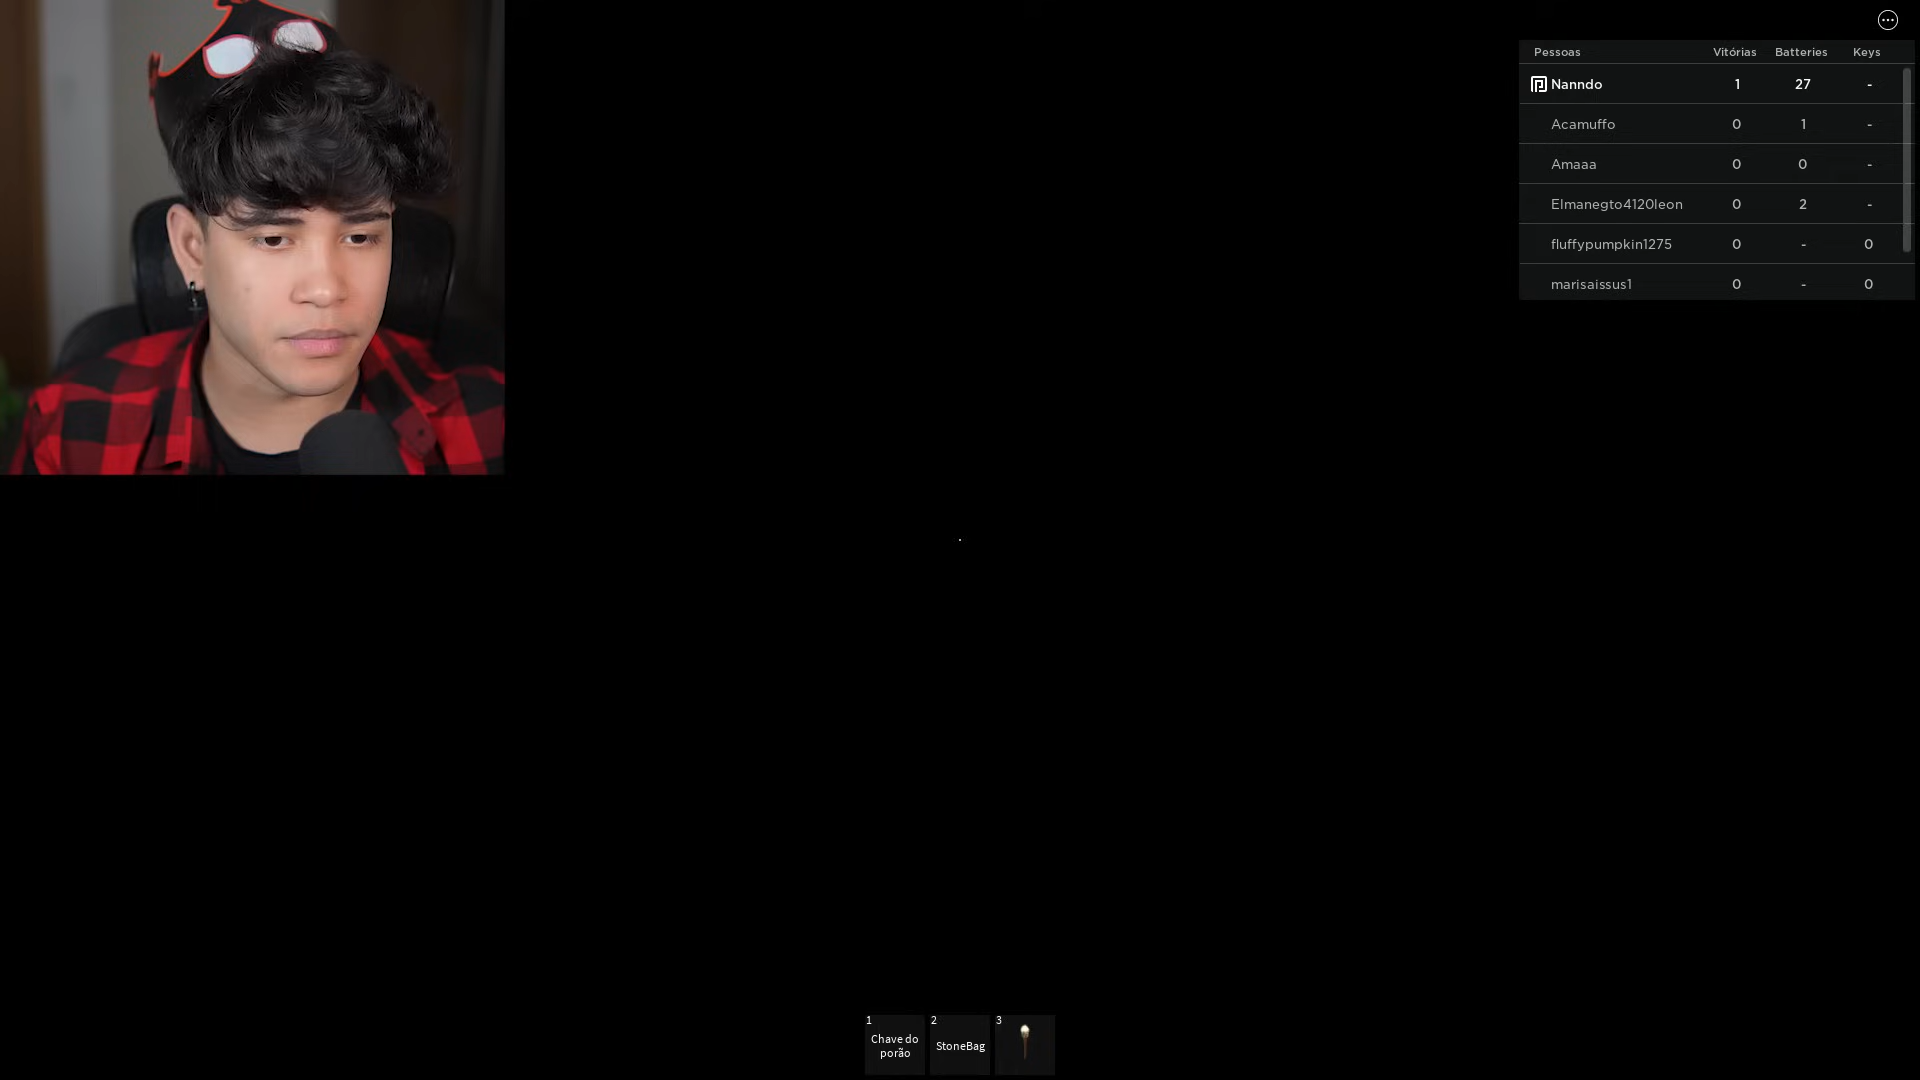 Pessoas Vitórias Batteries Keys
Nanndo 1 27 -
Acamuffo 0 1 -
Amaaa 0 0 -
Elmanegto4120leon 0 2 -
fluffypumpkin1275 0 - 0
marisaissus1 0 - 0
1 2 3
Chave do
porão
StoneBag